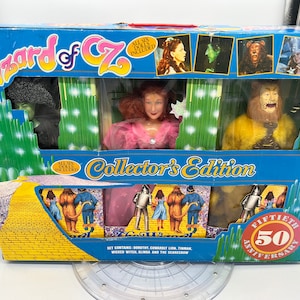 izard of OZ
Collector's Edition
SET CONTAINS: DOROTHY, COWARDLY LION, TINMAN,
WICKED WITCH, GLINDA AND THE SCARECROW
FIFTIETH
50
ANNIVERSARY